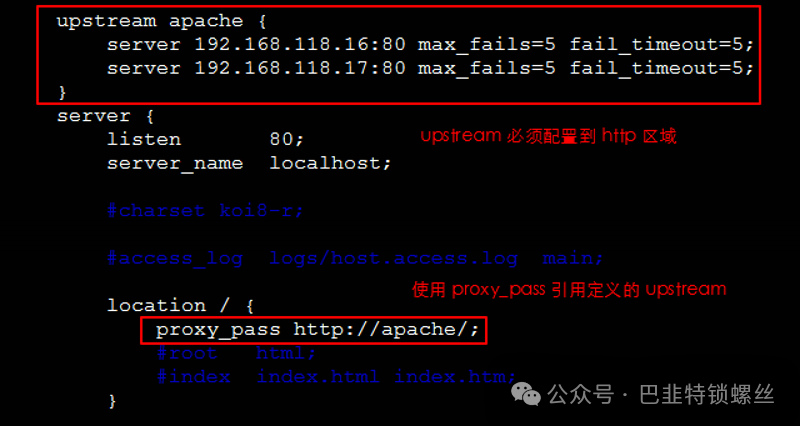 upstream apache {
server 192.168.118.16:80 max_fails=5 fail_timeout=5;
server 192.168.118.17:80 max_fails=5 fail_timeout=5;
}
server {
listen 80;
upstream 必须配置到 http 区域
server_name localhost;
#charset koi8-r;
#access_log logs/host.access.log main;
使用 proxy_pass 引用定义的 upstream
location / {
proxy_pass http://apache/;
#root html;
#index index.html index.htm;
}
公众号 · 巴韭特锁螺丝